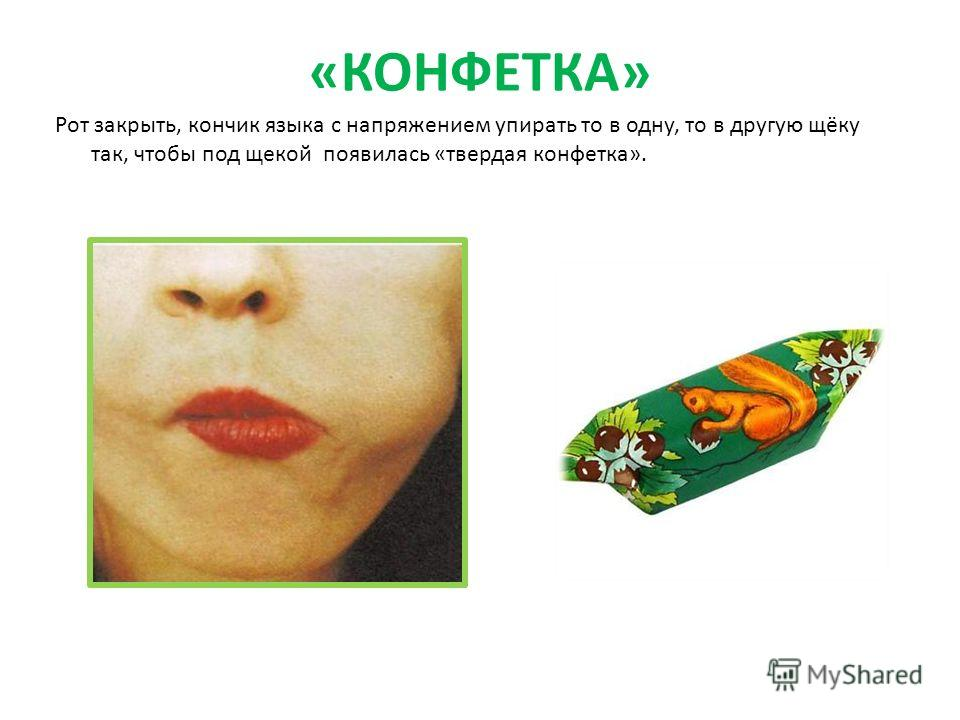 «КОНФЕТКА»
Рот закрыть, кончик языка с напряжением упирать то в одну, то в другую щёку
так, чтобы под щекой появилась «твердая конфетка».
MyShared